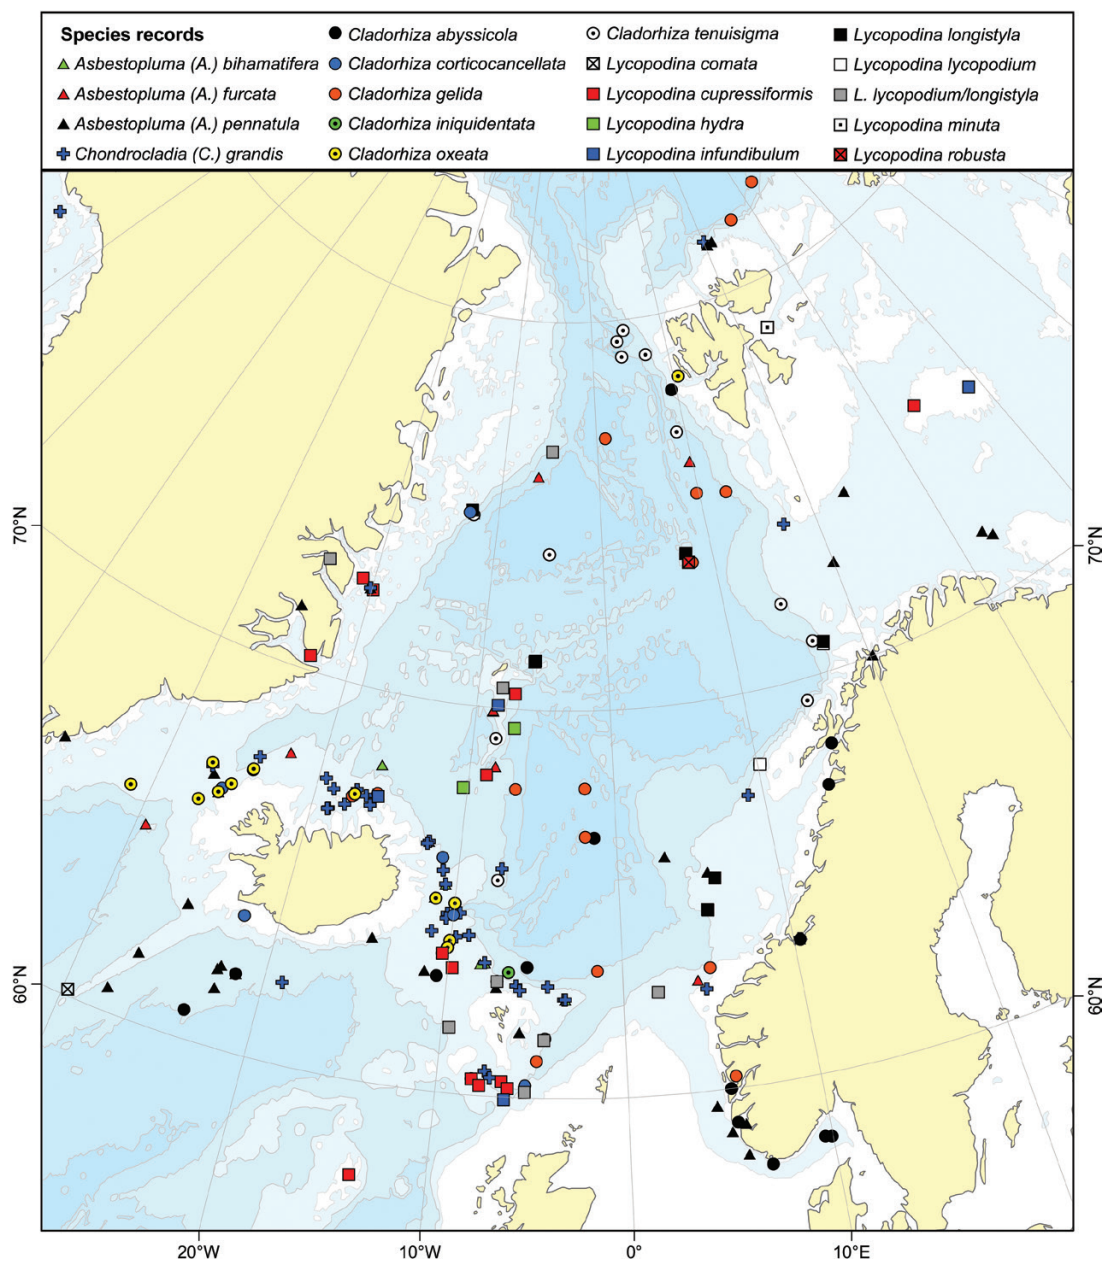 Species records
Asbestopluma (A.) bihamatifera
Asbestopluma (A.) furcata
Asbestopluma (A.) pennatula
Chondrocladia (C.) grandis
Cladorhiza abyssicola
Cladorhiza corticocancellata
Cladorhiza gelida
Cladorhiza iniquidentata
Cladorhiza oxeata
Cladorhiza tenuisigma
Lycopodina comata
Lycopodina cupressiformis
Lycopodina hydra
Lycopodina infundibulum
Lycopodina longistyla
Lycopodina lycopodium
L. lycopodium/longistyla
Lycopodina minuta
Lycopodina robusta
70°N
70°N
60°N
60°N
20°W
10°W
0°
10°E